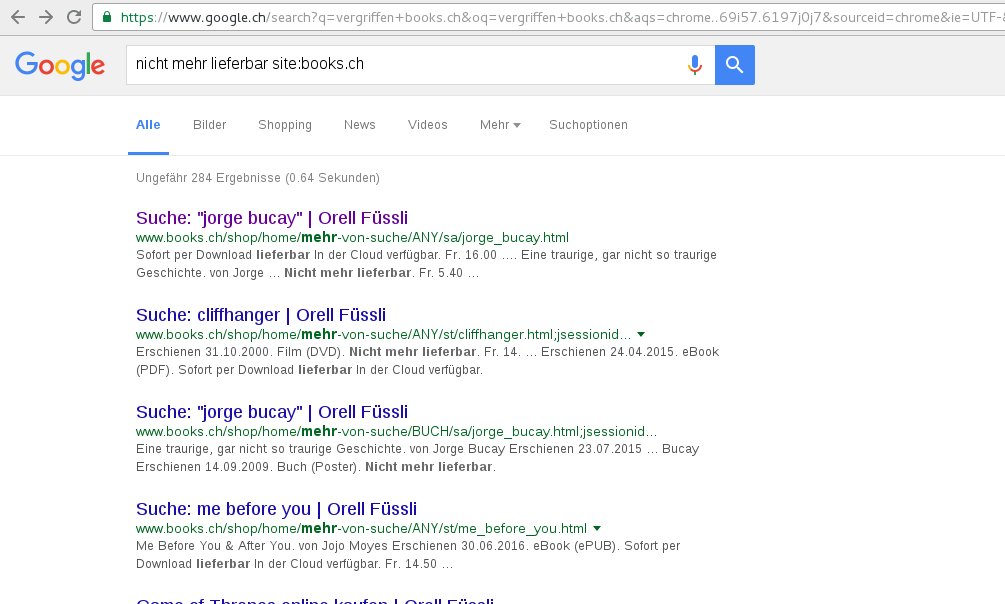 https://www.google.ch/search?q=vergriffen+books.ch&oq=vergriffen+books.ch&aqs=chrome..69i57.6197j0j7&sourceid=chrome&ie=UTF-
Google
nicht mehr lieferbar site:books.ch
Alle Bilder Shopping News Videos Mehr Suchoptionen
Ungefähr 284 Ergebnisse (0.64 Sekunden)
Suche: "jorge bucay" | Orell Füssli
www.books.ch/shop/home/mehr-von-suche/ANY/sa/jorge_bucay.html
Sofort per Download lieferbar In der Cloud verfügbar. Fr. 16.00 .... Eine traurige, gar nicht so traurige
Geschichte. von Jorge ... Nicht mehr lieferbar. Fr. 5.40 ...
Suche: cliffhanger | Orell Füssli
www.books.ch/shop/home/mehr-von-suche/ANY/st/cliffhanger.html;jsessionid...
Erschienen 31.10.2000. Film (DVD). Nicht mehr lieferbar. Fr. 14. ... Erschienen 24.04.2015. eBook
(PDF). Sofort per Download lieferbar In der Cloud verfügbar.
Suche: "jorge bucay" | Orell Füssli
www.books.ch/shop/home/mehr-von-suche/BUCH/sa/jorge_bucay.html;jsessionid...
Eine traurige, gar nicht so traurige Geschichte. von Jorge Bucay Erschienen 23.07.2015 ... Bucay
Erschienen 14.09.2009. Buch (Poster). Nicht mehr lieferbar.
Suche: me before you | Orell Füssli
www.books.ch/shop/home/mehr-von-suche/ANY/st/me_before_you.html
Me Before You & After You. von Jojo Moyes Erschienen 30.06.2016. eBook (ePUB). Sofort per
Download lieferbar In der Cloud verfügbar. Fr. 14.50 ...
Game of Thrones online kaufen | Orell Füssli